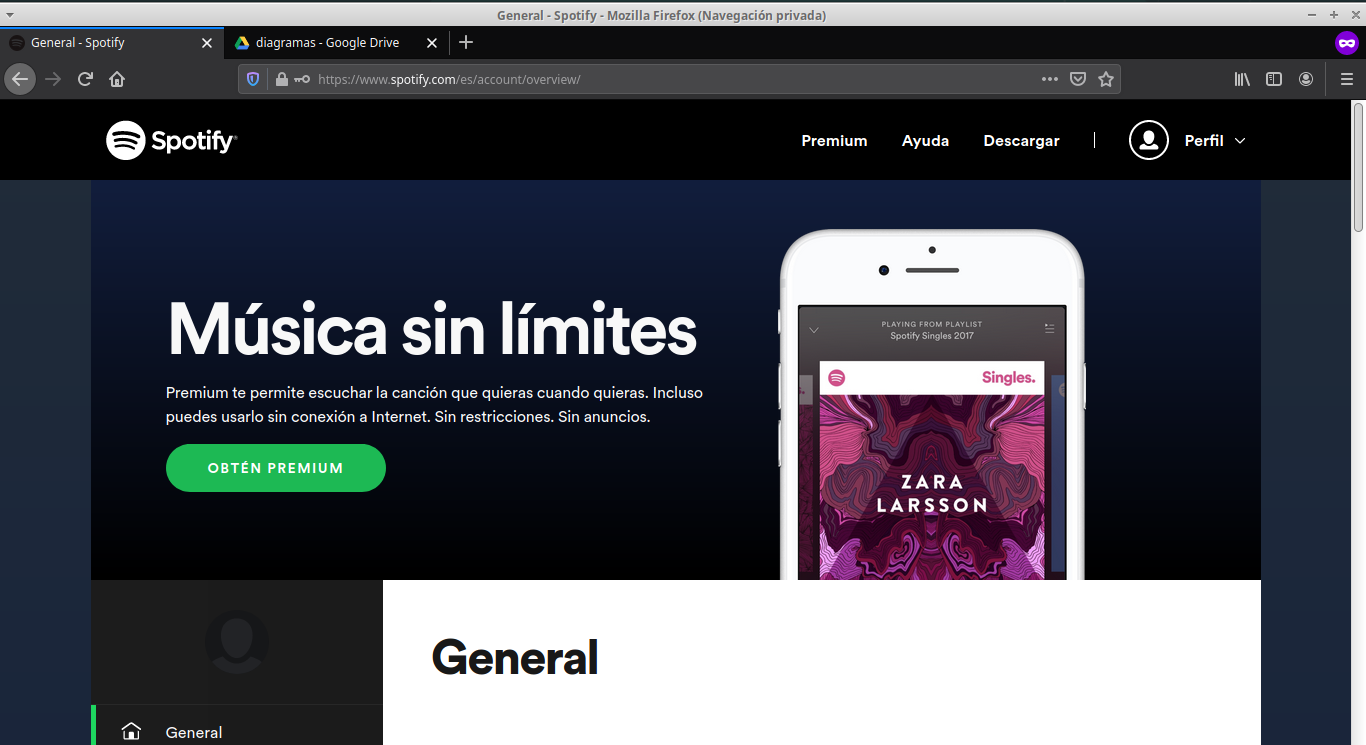 General - Spotify - Mozilla Firefox (Navegación privada)
General - Spotify
diagramas - Google Drive
https://www.spotify.com/es/account/overview/
Spotify
Premium
Ayuda
Descargar
Perfil
Música sin límites
Premium te permite escuchar la canción que quieras cuando quieras. Incluso
puedes usarlo sin conexión a Internet. Sin restricciones. Sin anuncios.
OBTÉN PREMIUM
PLAYING FROM PLAYLIST
Spotify Singles 2017
Singles.
ZARA
LARSSON
General
General